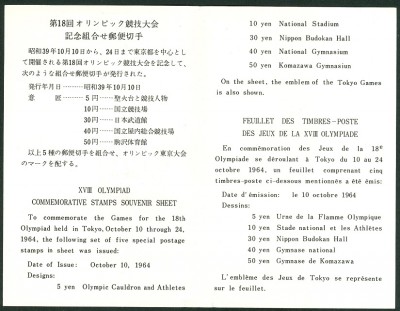 第18回オリンピック競技大会
記念組合せ郵便切手
昭和39年10月10日から、24日まで東京都を中心とし
て開催される第18回オリンピック競技大会を記念して、
次のような組合せ郵便切手が発行された。
発行年月日………昭和39年10月10日
意　匠………5円……聖火台と競技人物
10円……国立競技場
30円……日本武道館
40円……国立屋内総合競技場
50円……駒沢体育館
以上5種の郵便切手を組合せ、オリンピック東京大会
のマークを配する。
XVIII OLYMPIAD
COMMEMORATIVE STAMPS SOUVENIR SHEET
To commemorate the Games for the 18th
Olympiad held in Tokyo, October 10 through 24,
1964, the following set of five special postage
stamps in sheet was issued:
Date of Issue: October 10, 1964
Designs:
5 yen Olympic Cauldron and Athletes
10 yen National Stadium
30 yen Nippon Budokan Hall
40 yen National Gymnasium
50 yen Komazawa Gymnasium
On the sheet, the emblem of the Tokyo Games
is also shown.
FEUILLET DES TIMBRES-POSTE
DES JEUX DE LA XVIII OLYMPIADE
En commémoration des Jeux de la 18e
Olympiade se déroulant à Tokyo du 10 au 24
octobre 1964, un feuillet comprenant cinq
timbres-poste ci-dessous mentionnés a été émis:
Date d'émission: le 10 octobre 1964
Dessins:
5 yen Urne de la Flamme Olympique
10 yen Stade national et les Athlètes
30 yen Nippon Budokan Hall
40 yen Gymnase national
50 yen Gymnase de Komazawa
L'emblème des Jeux de Tokyo se représente
sur le feuillet.